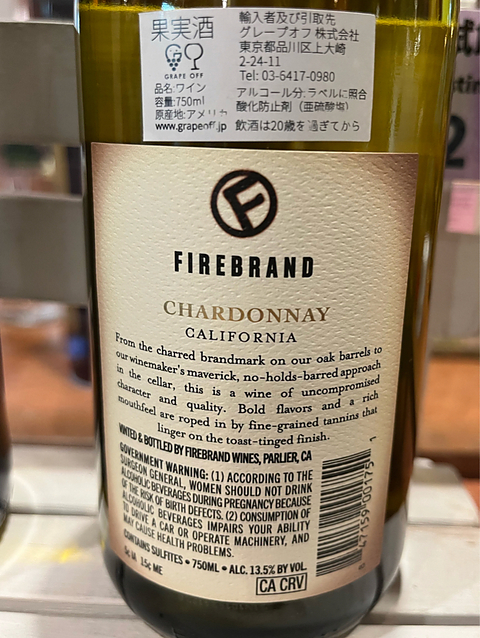 果実酒
GRAPE OFF
品名:ワイン
容量:750ml
原産地:アメリカ
www.grapeoff.jp
輸入者及び引取先
グレープオフ 株式会社
東京都品川区上大崎
2-24-11
Tel: 03-6417-0980
アルコール分:ラベルに照合
酸化防止剤(亜硫酸塩)
飲酒は20歳を過ぎてから
F
FIREBRAND
CHARDONNAY
CALIFORNIA
From the charred brandmark on our oak barrels to
our winemaker's maverick, no-holds-barred approach
in the cellar, this is a wine of uncompromised
character and quality. Bold flavors and a rich
mouthfeel are roped in by fine-grained tannins that
linger on the toast-tinged finish.
VINTED & BOTTLED BY FIREBRAND WINES, PARLIER, CA
GOVERNMENT WARNING: (1) ACCORDING TO THE
SURGEON GENERAL, WOMEN SHOULD NOT DRINK
ALCOHOLIC BEVERAGES DURING PREGNANCY BECAUSE
OF THE RISK OF BIRTH DEFECTS. (2) CONSUMPTION OF
ALCOHOLIC BEVERAGES IMPAIRS YOUR ABILITY
TO DRIVE A CAR OR OPERATE MACHINERY, AND
MAY CAUSE HEALTH PROBLEMS.
CONTAINS SULFITES • 750ML • ALC. 13.5% BY VOL.
5¢ IA 15¢ ME
CA CRV
2